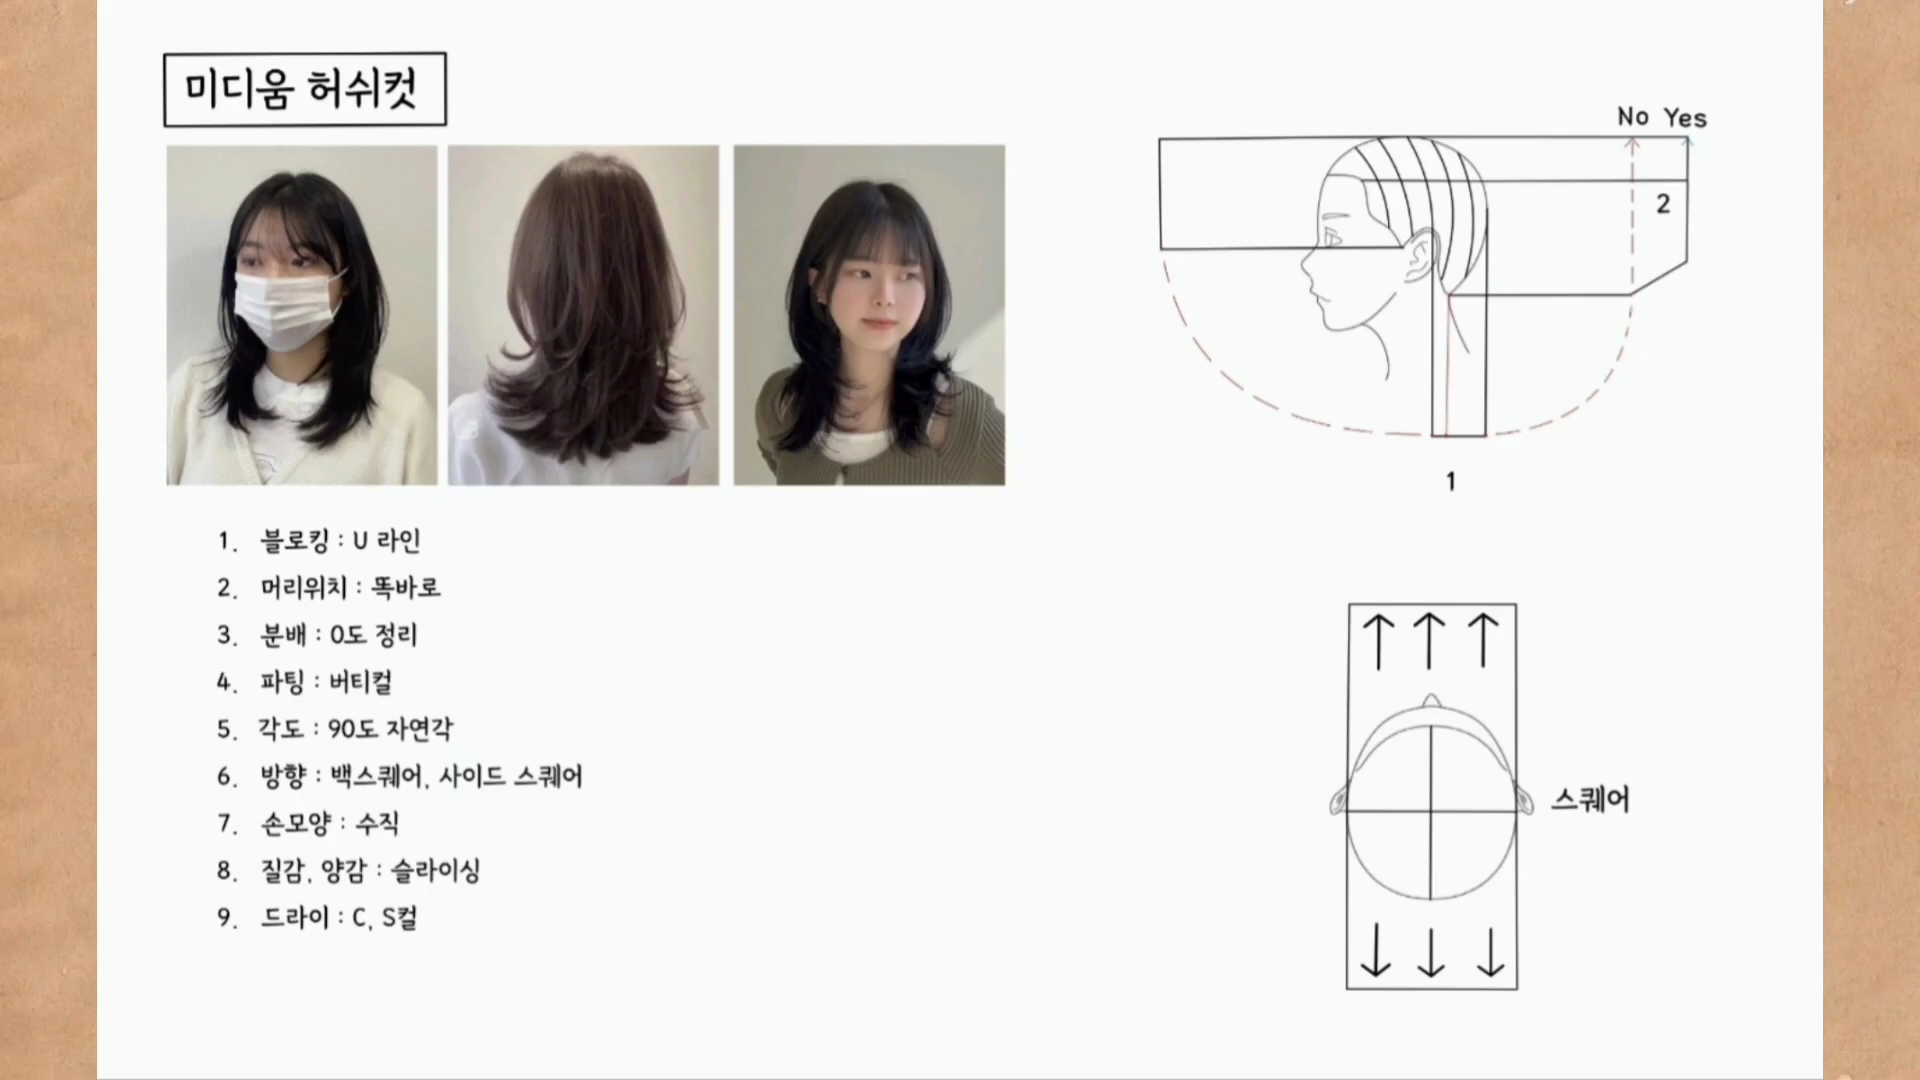 미디움 허쉬컷
1. 블로킹 : U 라인
2. 머리위치 : 똑바로
3. 분배 : 0도 정리
4. 파팅 : 버티컬
5. 각도 : 90도 자연각
6. 방향 : 백스퀘어, 사이드 스퀘어
7. 손모양 : 수직
8. 질감, 양감 : 슬라이싱
9. 드라이 : C, S컬
No Yes
2
1
스퀘어